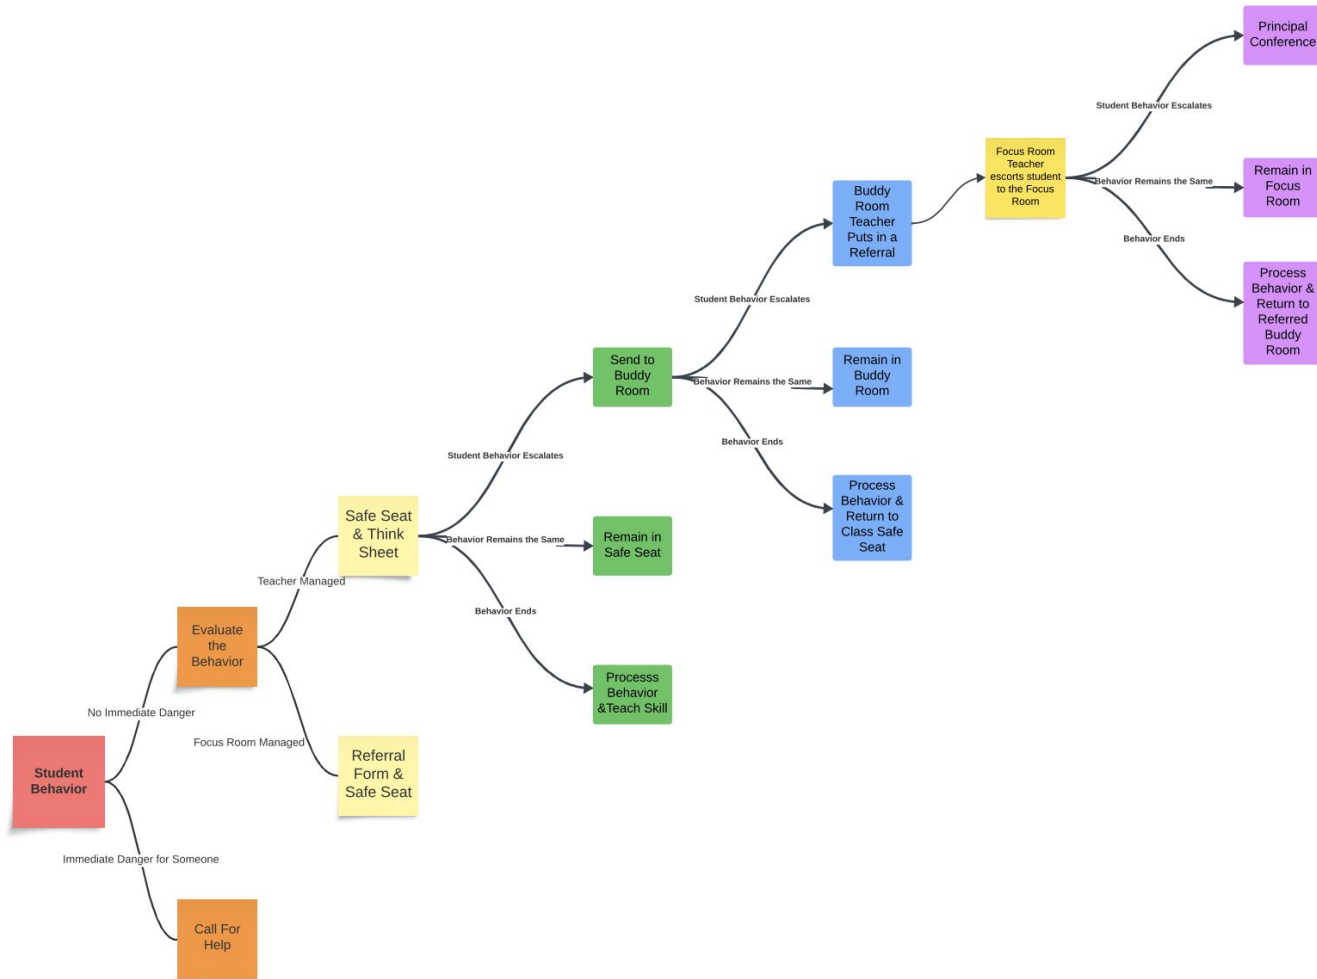 Principal
Conference
Student Behavior Escalates
Focus Room
Teacher
escorts student
to the Focus
Room
Behavior Remains the Same
Remain in
Focus
Room
Behavior Ends
Process
Behavior &
Return to
Referred
Buddy
Room
Buddy
Room
Teacher
Puts in a
Referral
Student Behavior Escalates
Send to
Buddy
Room
Behavior Remains the Same
Remain in
Buddy
Room
Behavior Ends
Process
Behavior &
Return to
Class Safe
Seat
Student Behavior Escalates
Safe Seat
& Think
Sheet
Behavior Remains the Same
Remain in
Safe Seat
Behavior Ends
Processs
Behavior
&Teach Skill
Teacher Managed
Evaluate
the
Behavior
No Immediate Danger
Focus Room Managed
Referral
Form &
Safe Seat
Student
Behavior
Immediate Danger for Someone
Call For
Help